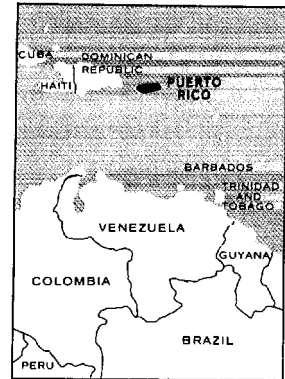 CUBA
DOMINICAN
REPUBLIC
HAITI
PUERTO
RICO
BARBADOS
TRINIDAD
AND
TOBAGO
VENEZUELA
GUYANA
COLOMBIA
BRAZIL
PERU